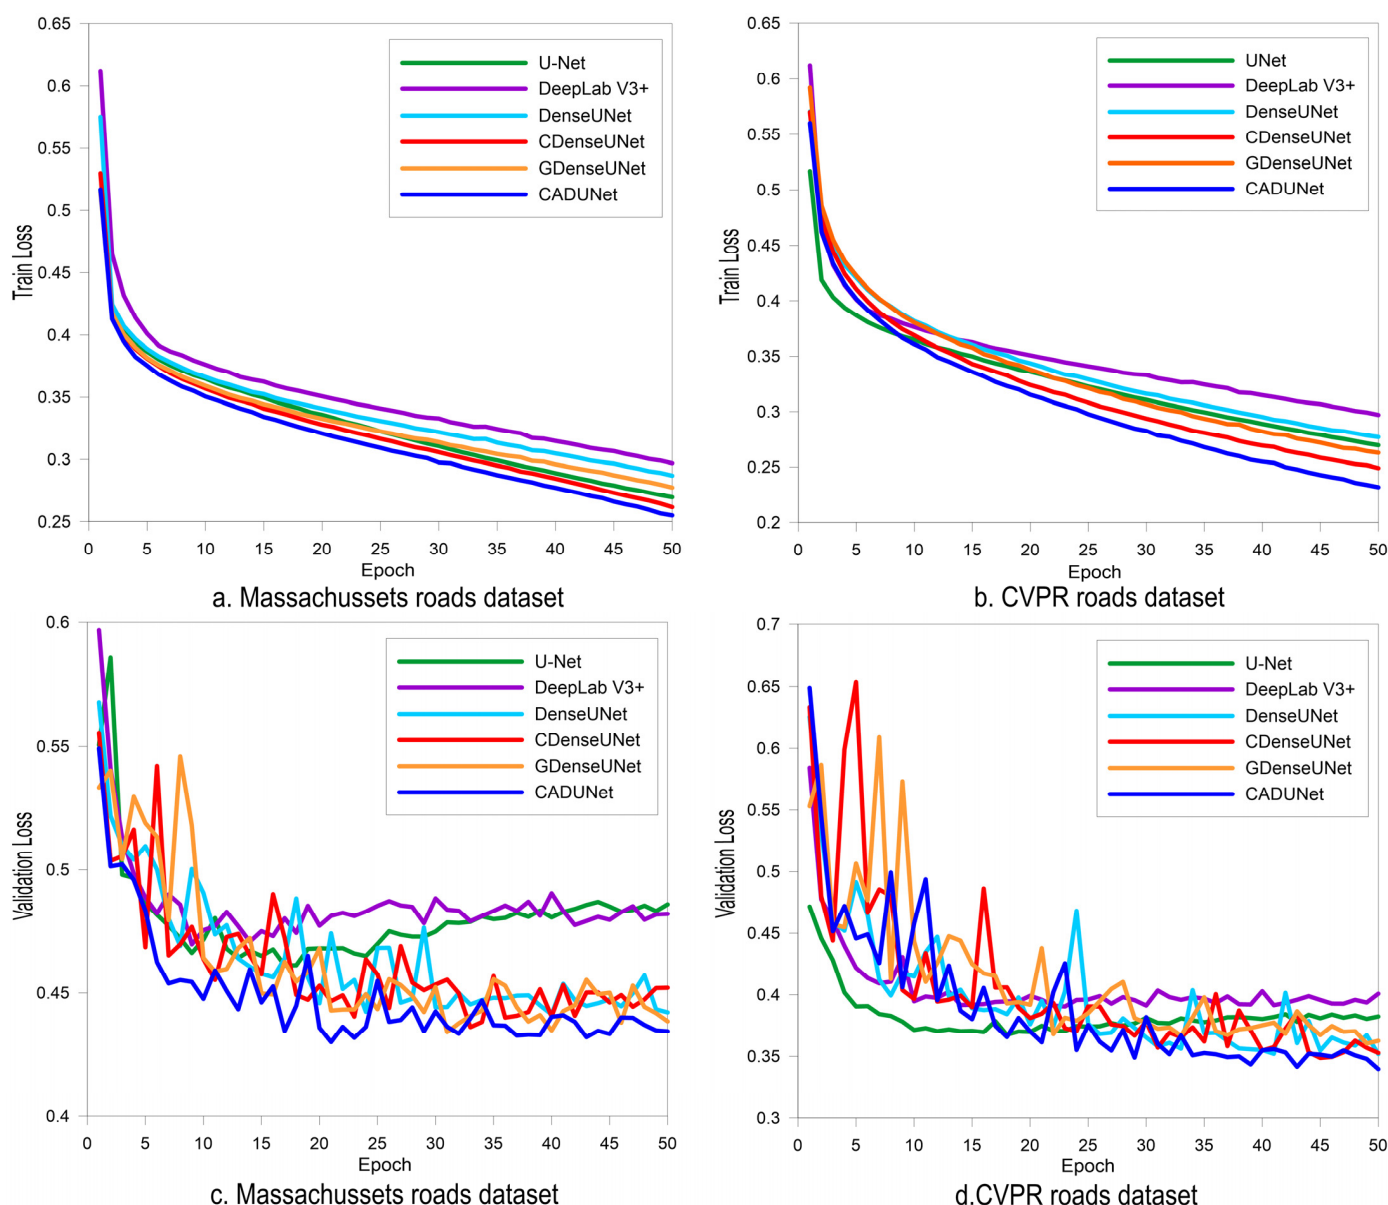 0.65
0.6
0.55
0.5
0.45
0.4
0.35
0.3
0.25
Train Loss
U-Net
DeepLab V3+
DenseUNet
CDenseUNet
GDenseUNet
CADUNet
0 5 10 15 20 25 30 35 40 45 50
Epoch
a. Massachussets roads dataset
0.65
0.6
0.55
0.5
0.45
0.4
0.35
0.3
0.25
0.2
Train Loss
UNet
DeepLab V3+
DenseUNet
CDenseUNet
GDenseUNet
CADUNet
0 5 10 15 20 25 30 35 40 45 50
Epoch
b. CVPR roads dataset
0.6
0.55
0.5
0.45
0.4
Validation Loss
U-Net
DeepLab V3+
DenseUNet
CDenseUNet
GDenseUNet
CADUNet
0 5 10 15 20 25 30 35 40 45 50
Epoch
c. Massachussets roads dataset
0.7
0.65
0.6
0.55
0.5
0.45
0.4
0.35
0.3
Validation Loss
U-Net
DeepLab V3+
DenseUNet
CDenseUNet
GDenseUNet
CADUNet
0 5 10 15 20 25 30 35 40 45 50
Epoch
d.CVPR roads dataset